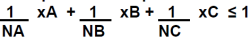 1 xA + 1 xB + 1 xC ≤ 1
NA NB NC